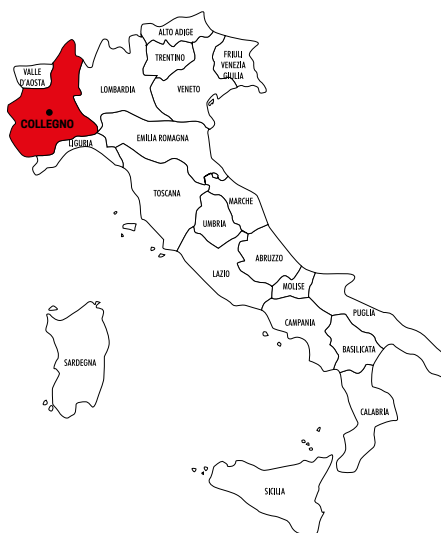 ALTO ADIGE
TRENTINO
FRIULI
VENEZIA
GIULIA
VALLE
D'AOSTA
LOMBARDIA
VENETO
COLLEGNO
LIGURIA
EMILIA ROMAGNA
TOSCANA
MARCHE
UMBRIA
ABRUZZO
LAZIO
MOLISE
PUGLIA
CAMPANIA
BASILICATA
SARDEGNA
CALABRIA
SICILIA